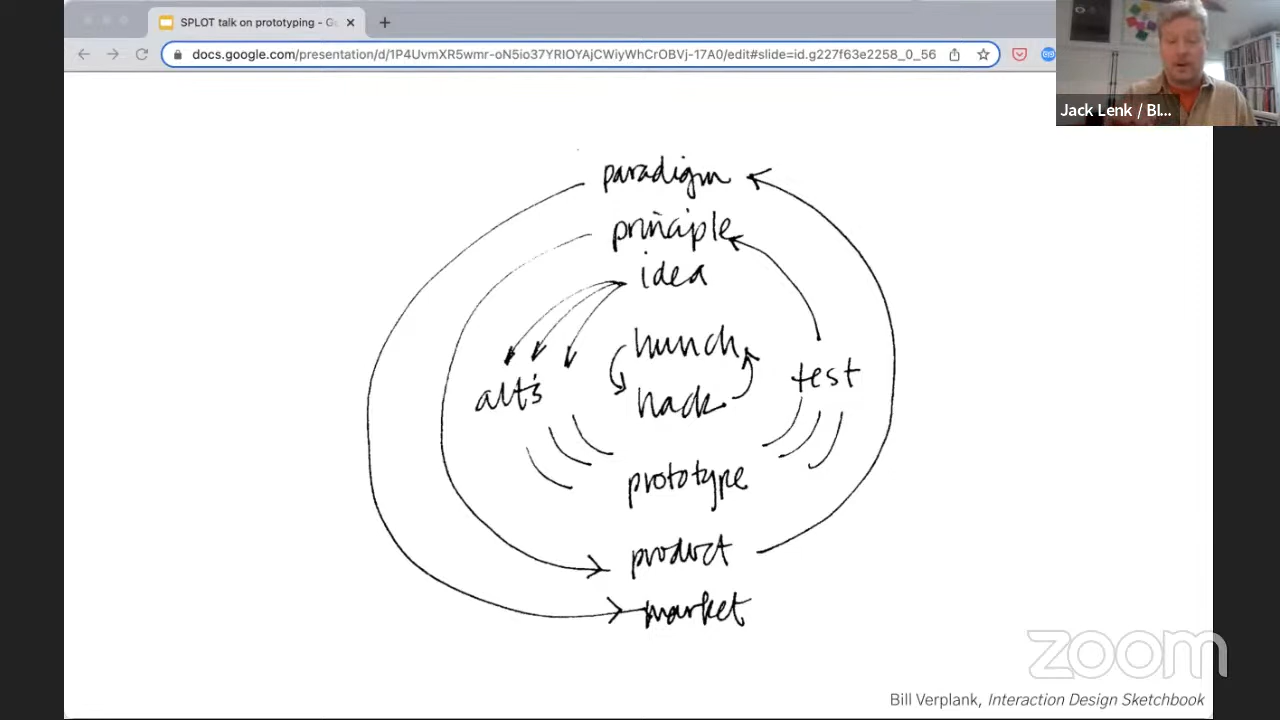 SPLOT talk on prototyping - G
docs.google.com/presentation/d/1P4UvmXR5wmr-oN5io37YRIOYAjCWiyWhCrOBVj-17A0/edit#slide=id.g227f63e2258_0_56
Jack Lenk / Bl...
paradigm
principle
idea
hunch
hack
alt's
test
prototype
product
market
zoom
Bill Verplank, Interaction Design Sketchbook